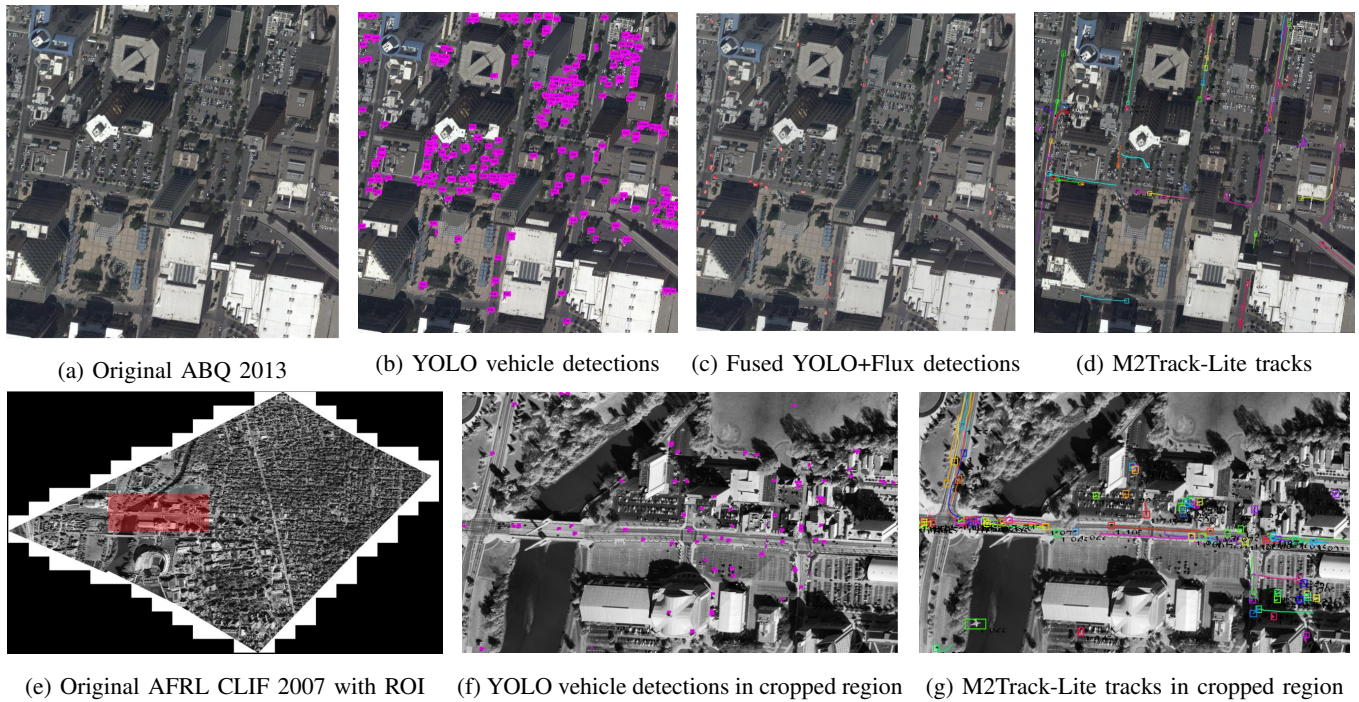 (a) Original ABQ 2013
(b) YOLO vehicle detections
(c) Fused YOLO+Flux detections
(d) M2Track-Lite tracks
(e) Original AFRL CLIF 2007 with ROI
(f) YOLO vehicle detections in cropped region
(g) M2Track-Lite tracks in cropped region